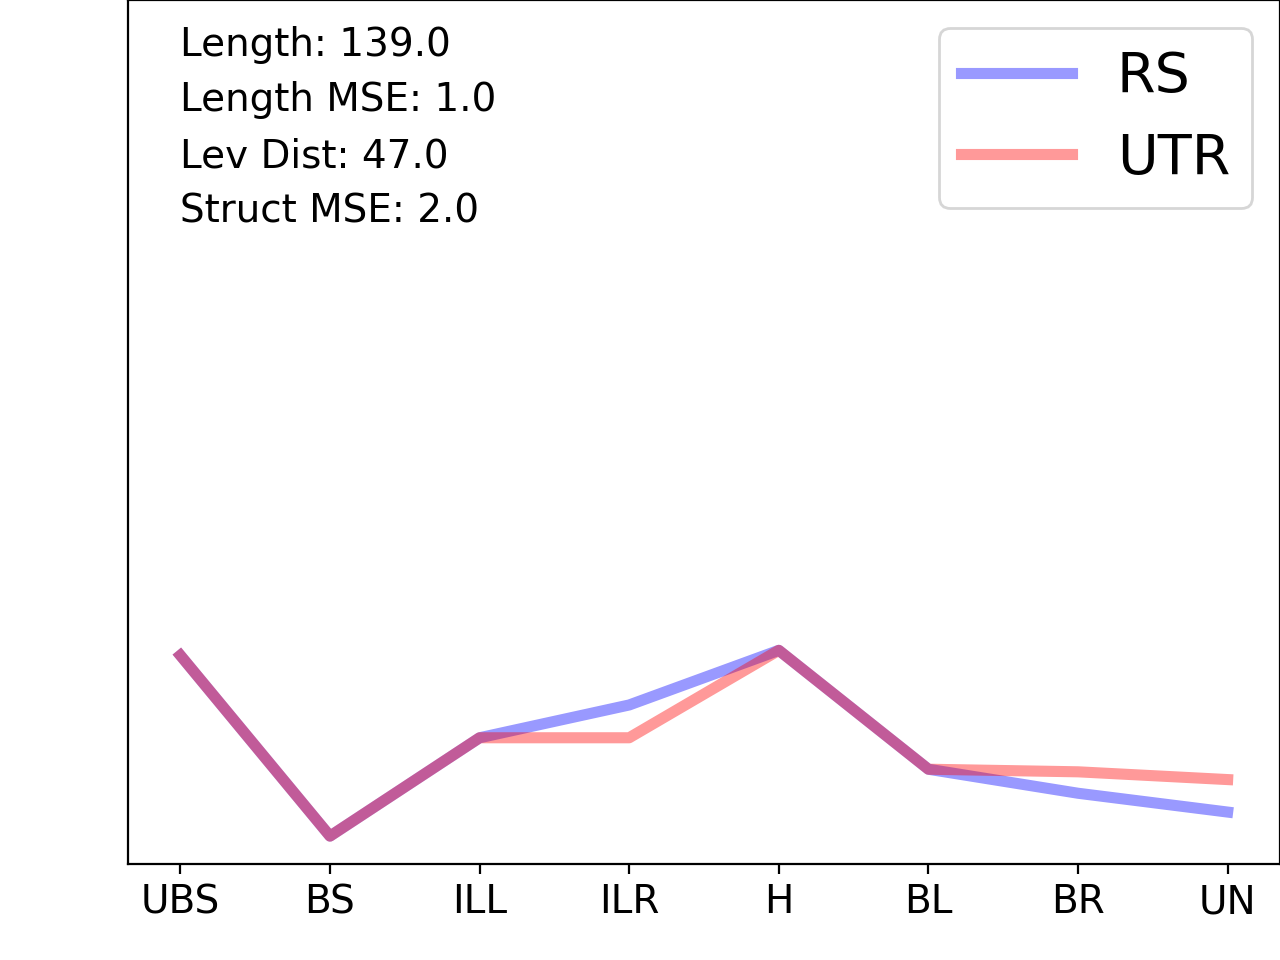 Length: 139.0
Length MSE: 1.0
Lev Dist: 47.0
Struct MSE: 2.0
RS
UTR
UBS BS ILL ILR H BL BR UN